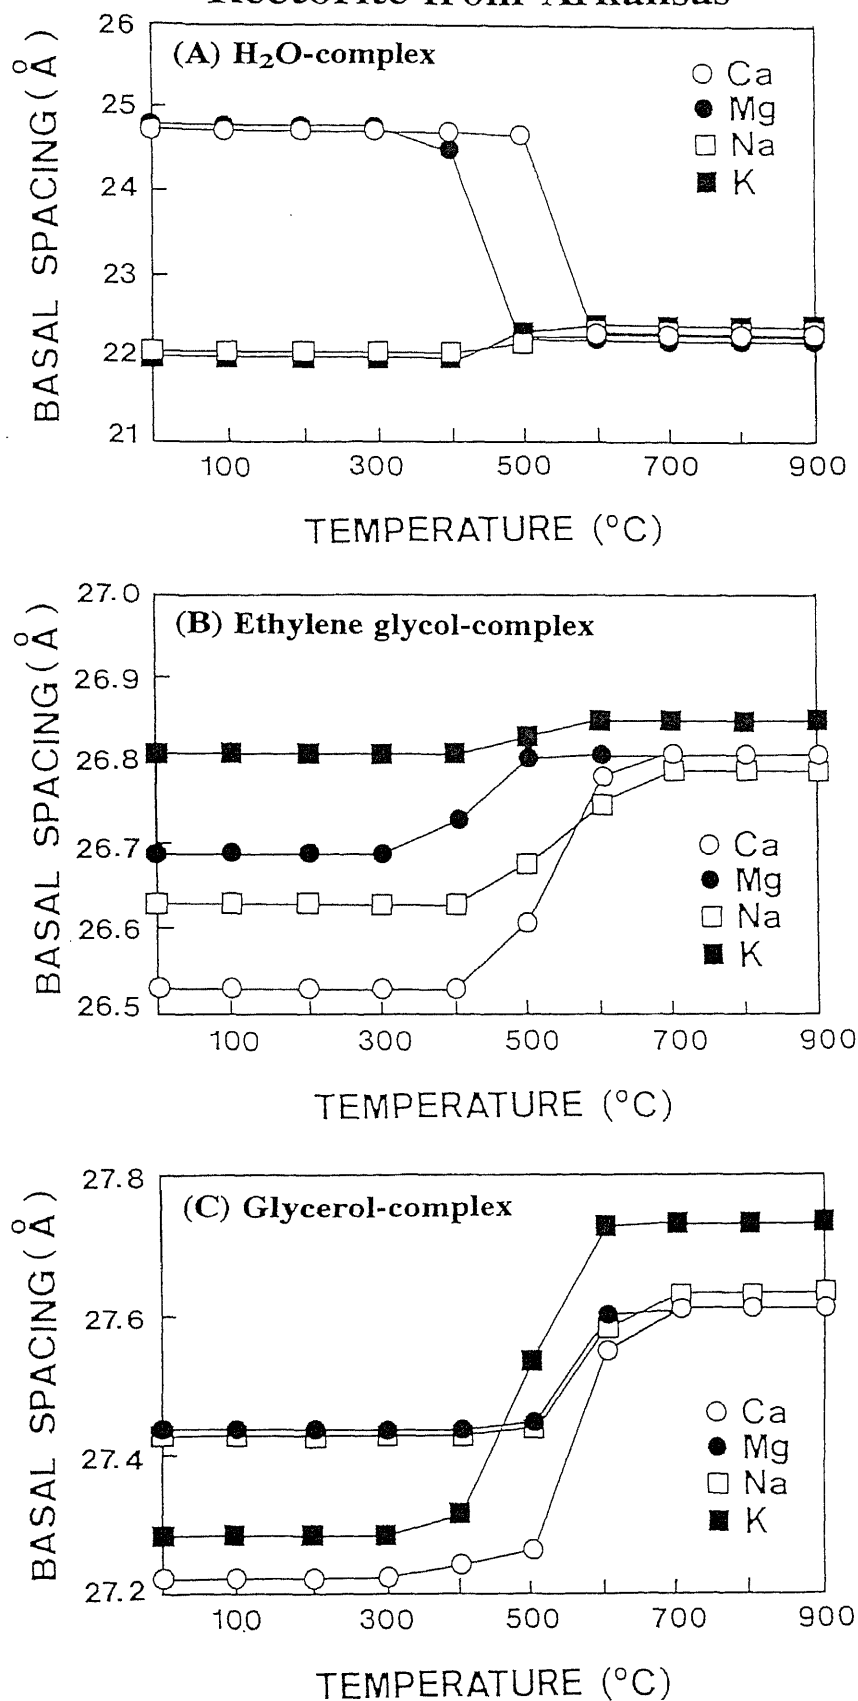 Rectorite from Arkansas
(A) H₂O-complex
BASAL SPACING (Å)
26
25
24
23
22
21
Ca
Mg
Na
K
100 300 500 700 900
TEMPERATURE (°C)
(B) Ethylene glycol-complex
BASAL SPACING (Å)
27.0
26.9
26.8
26.7
26.6
26.5
Ca
Mg
Na
K
100 300 500 700 900
TEMPERATURE (°C)
(C) Glycerol-complex
BASAL SPACING (Å)
27.8
27.6
27.4
27.2
Ca
Mg
Na
K
100 300 500 700 900
TEMPERATURE (°C)